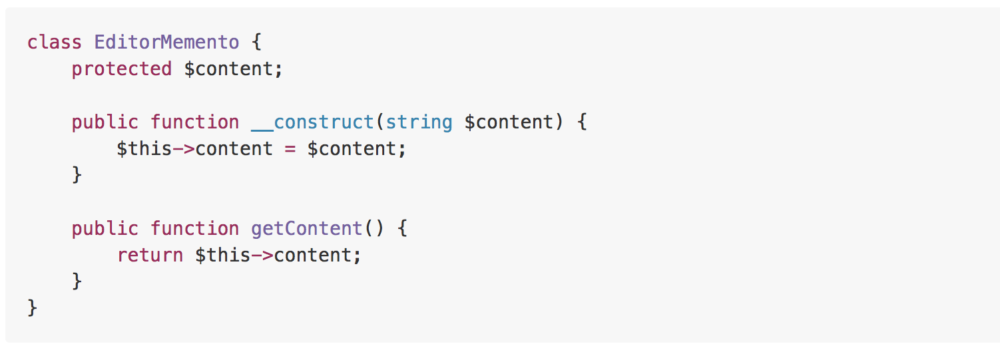 class EditorMemento {
    protected $content;

    public function __construct(string $content) {
        $this->content = $content;
    }

    public function getContent() {
        return $this->content;
    }
}